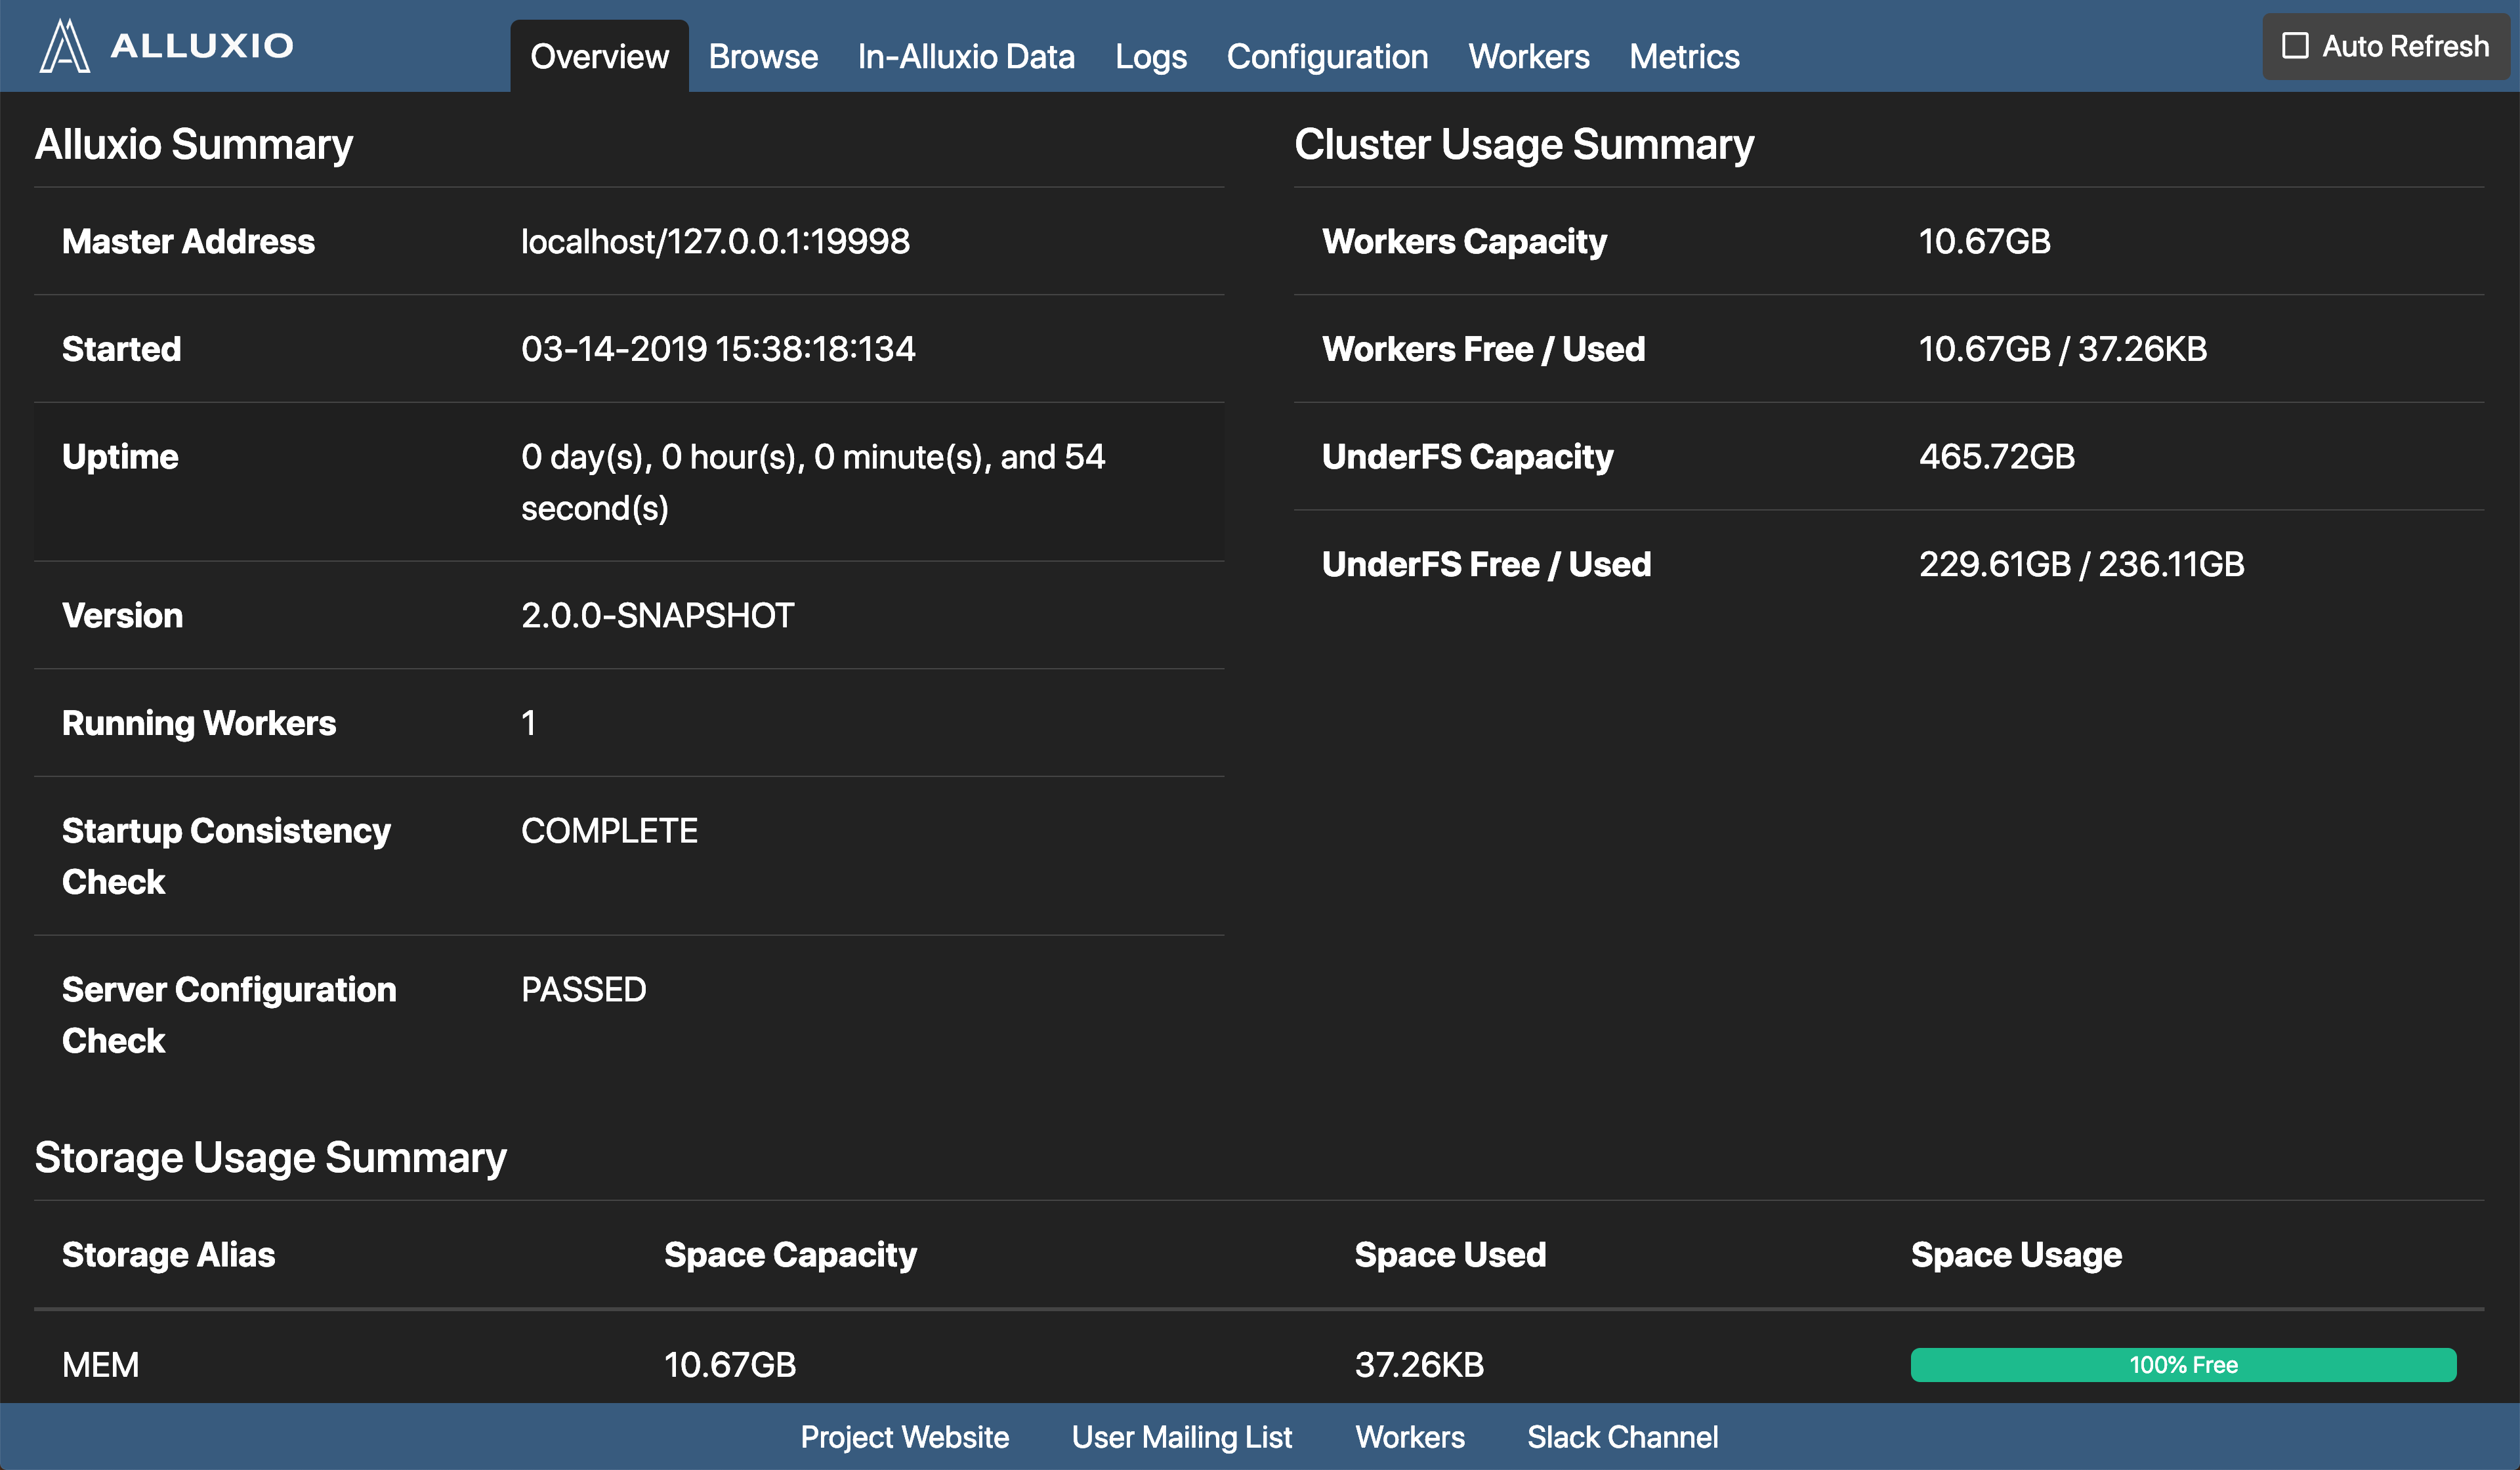 ALLUXIO
Overview Browse In-Alluxio Data Logs Configuration Workers Metrics
Auto Refresh
Alluxio Summary
Master Address localhost/127.0.0.1:19998
Started 03-14-2019 15:38:18:134
Uptime 0 day(s), 0 hour(s), 0 minute(s), and 54
second(s)
Version 2.0.0-SNAPSHOT
Running Workers 1
Startup Consistency COMPLETE
Check
Server Configuration PASSED
Check
Cluster Usage Summary
Workers Capacity 10.67GB
Workers Free / Used 10.67GB / 37.26KB
UnderFS Capacity 465.72GB
UnderFS Free / Used 229.61GB / 236.11GB
Storage Usage Summary
Storage Alias Space Capacity Space Used Space Usage
MEM 10.67GB 37.26KB 100% Free
Project Website User Mailing List Workers Slack Channel